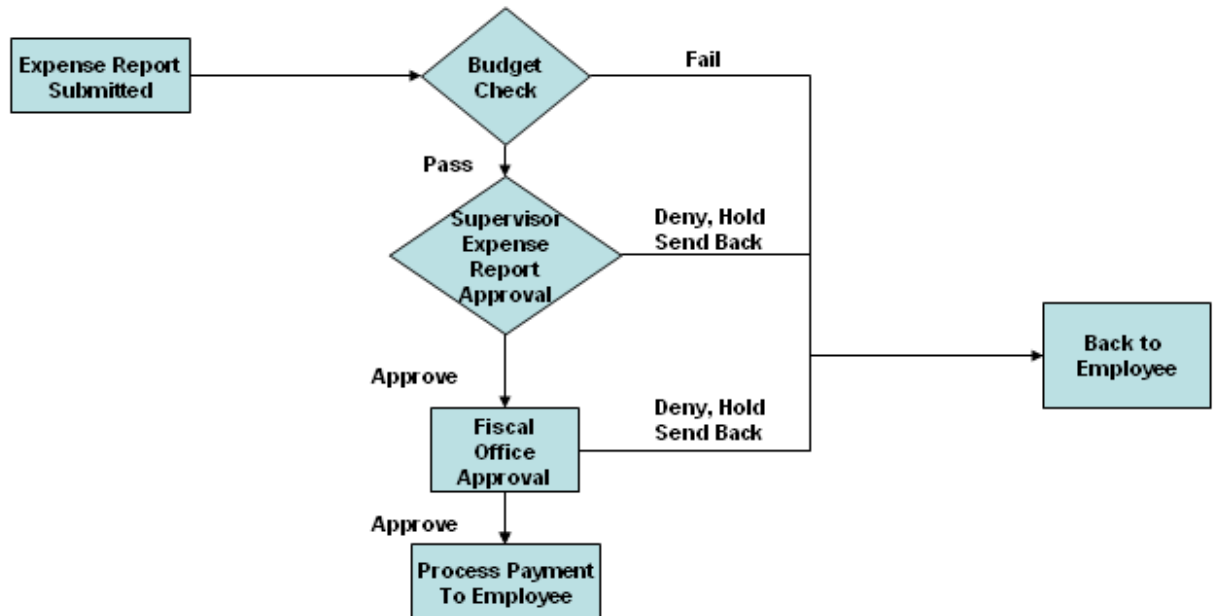 Expense Report
Submitted
Budget
Check
Fail
Pass
Supervisor
Expense
Report
Approval
Deny, Hold
Send Back
Back to
Employee
Approve
Fiscal
Office
Approval
Deny, Hold
Send Back
Approve
Process Payment
To Employee